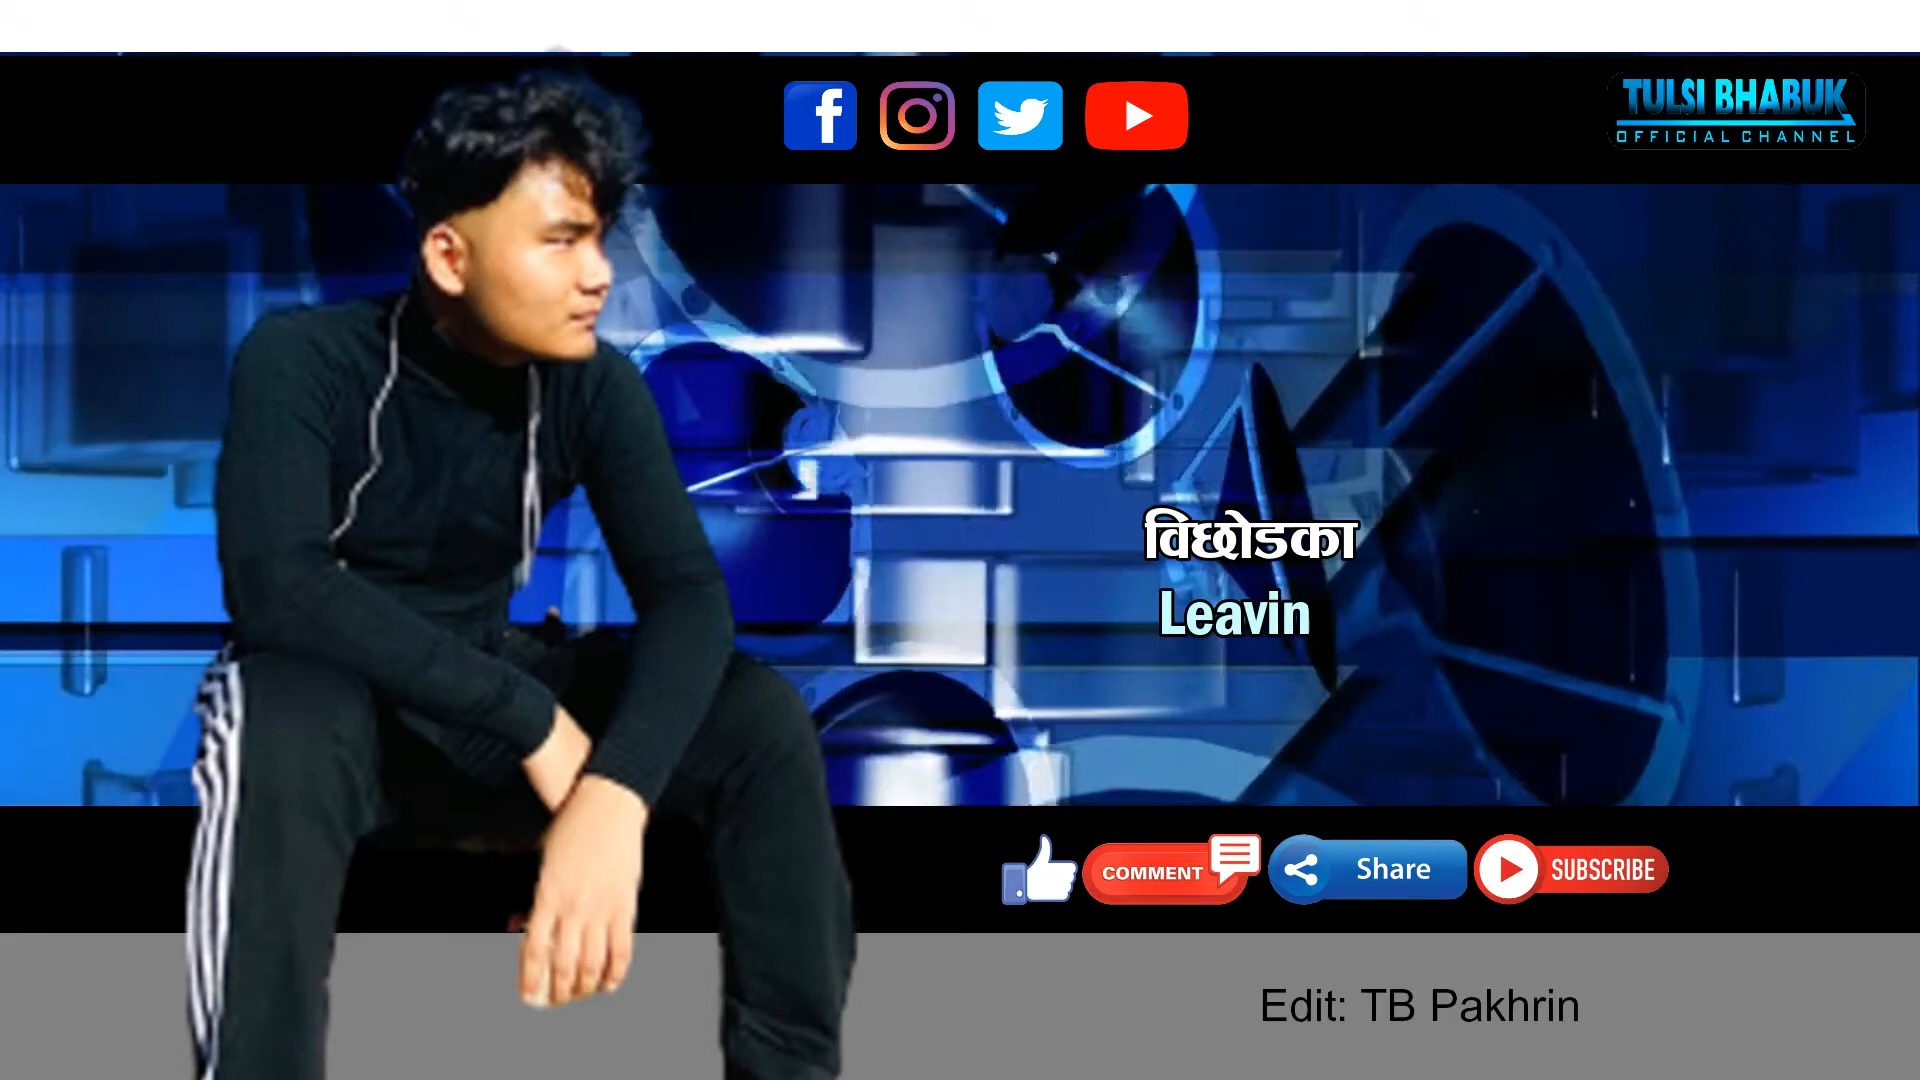 TULSI BHABUK
OFFICIAL CHANNEL
विछोडका
Leavin
COMMENT
Share
SUBSCRIBE
Edit: TB Pakhrin